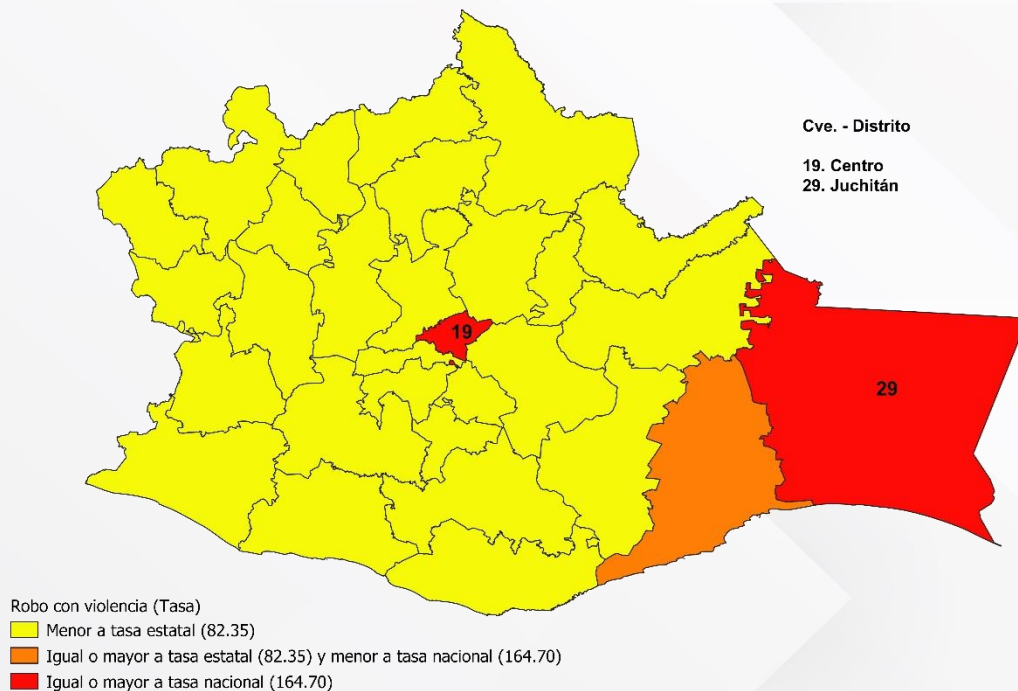 Cve. - Distrito
19. Centro
29. Juchitán
19
29
Robo con violencia (Tasa)
Menor a tasa estatal (82.35)
Igual o mayor a tasa estatal (82.35) y menor a tasa nacional (164.70)
Igual o mayor a tasa nacional (164.70)